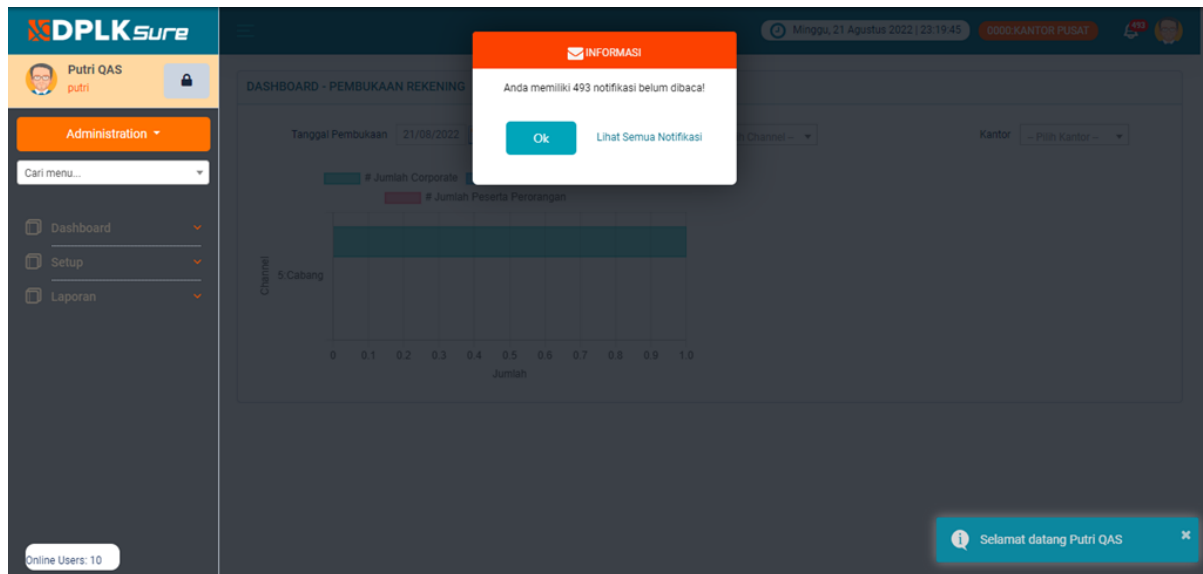 DPLKSure
Minggu, 21 Agustus 2022 | 23:19:45
0000:KANTOR PUSAT
493
Putri QAS
putri
Administration
Cari menu...
Dashboard
Setup
Laporan
Online Users: 10
INFORMASI
Anda memiliki 493 notifikasi belum dibaca!
Ok
Lihat Semua Notifikasi
DASHBOARD - PEMBUKAAN REKENING
Tanggal Pembukaan 21/08/2022
Channel --
Kantor -- Pilih Kantor --
# Jumlah Corporate
# Jumlah Peserta Perorangan
Channel
5:Cabang
0 0.1 0.2 0.3 0.4 0.5 0.6 0.7 0.8 0.9 1.0
Jumlah
Selamat datang Putri QAS